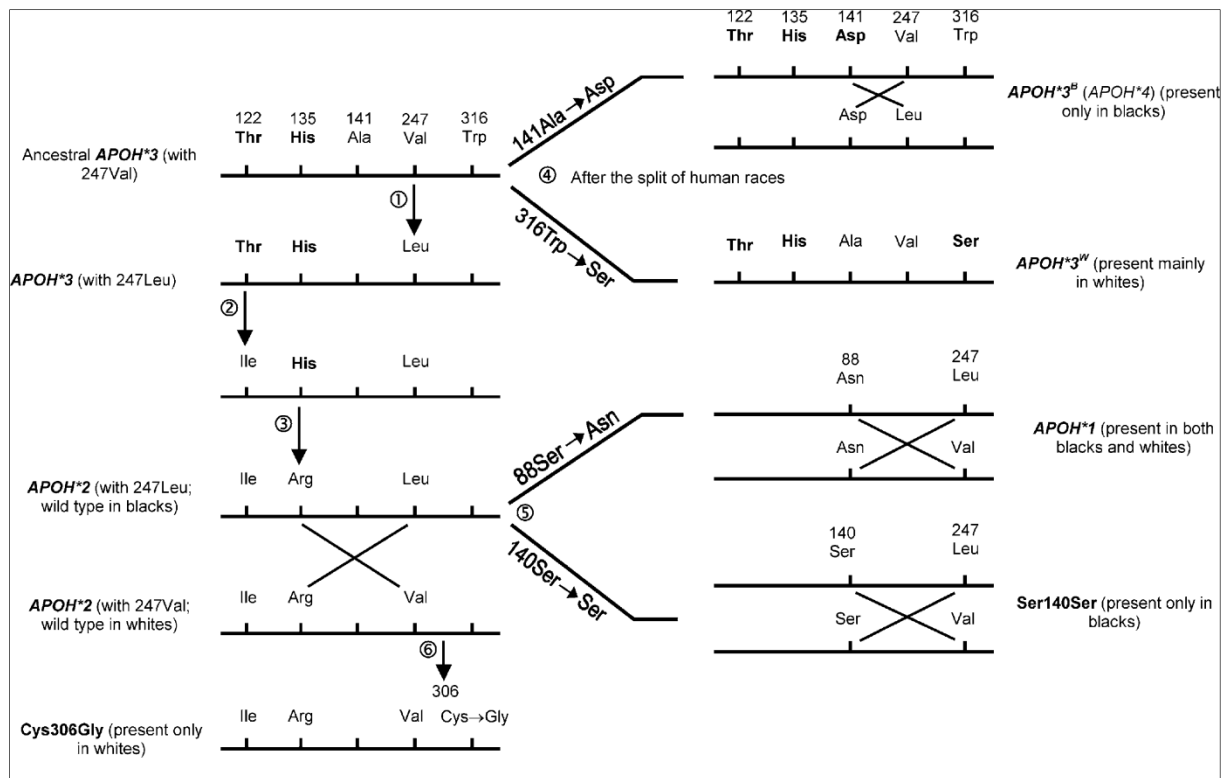 122 135 141 247 316
Thr His Asp Val Trp
141Ala→Asp
APOH*3ᴮ (APOH*4) (present
only in blacks)
Asp Leu
122 135 141 247 316
Thr His Ala Val Trp
Ancestral APOH*3 (with
247Val)
④ After the split of human races
①
316Trp→Ser
Thr His Leu
APOH*3 (with 247Leu)
Thr His Ala Val Ser
APOH*3ᵂ (present mainly
in whites)
②
Ile His Leu
88 247
Asn Leu
③
88Ser→Asn
APOH*1 (present in both
blacks and whites)
Asn Val
Ile Arg Leu
APOH*2 (with 247Leu;
wild type in blacks)
⑤
140Ser→Ser
140 247
Ser Leu
Ile Arg Val
APOH*2 (with 247Val;
wild type in whites)
Ser140Ser (present only in
blacks)
Ser Val
⑥
306
Ile Arg Val Cys→Gly
Cys306Gly (present only
in whites)